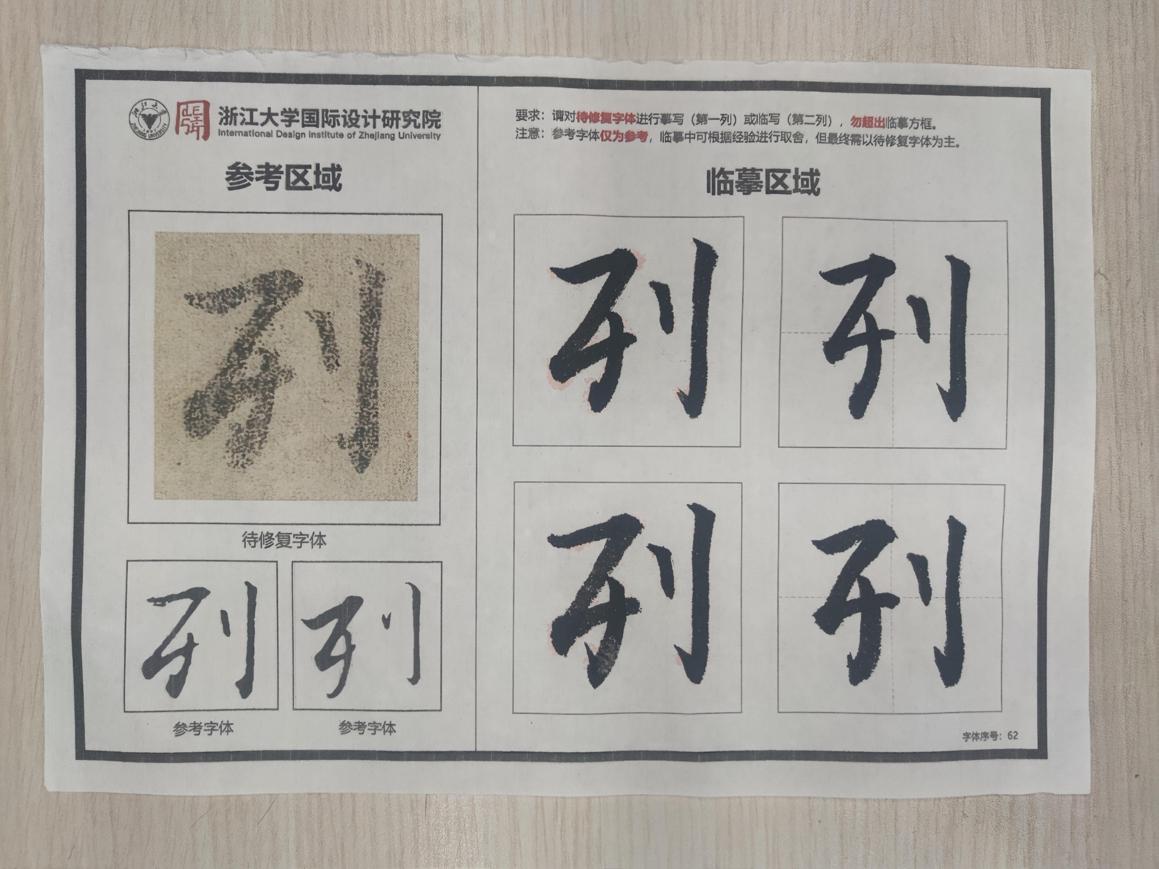 浙江大学国际设计研究院
International Design Institute of Zhejiang University
参考区域
列
待修复字体
列
列
参考字体
参考字体
要求：请对待修复字体进行摹写（第一列）或临写（第二列），勿超出临摹方框。
注意：参考字体仅为参考，临摹中可根据经验进行取舍，但最终需以待修复字体为主。
临摹区域
列
列
列
列
字体序号：62